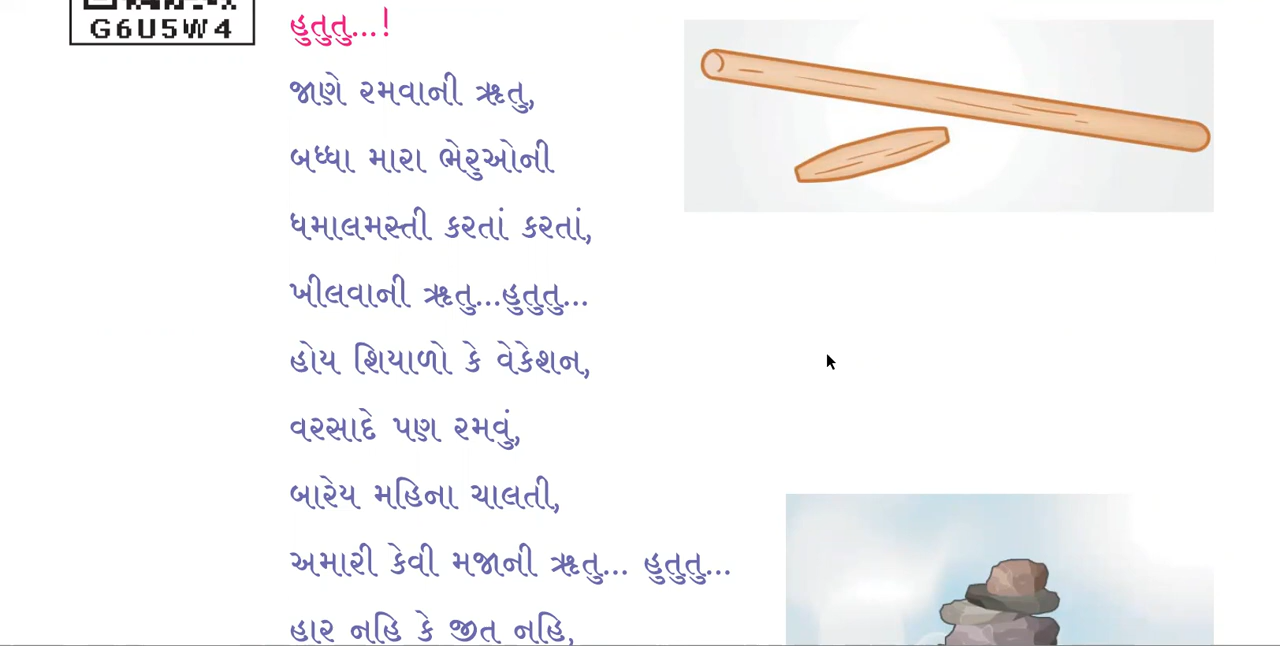 G6U5W4
હુતુતુ...!
જાણે રમવાની ઋતુ,
બધ્ધા મારા ભેરુઓની
ધમાલમસ્તી કરતાં કરતાં,
ખીલવાની ઋતુ...હુતુતુ...
હોય શિયાળો કે વેકેશન,
વરસાદે પણ રમવું,
બારેય મહિના ચાલતી,
અમારી કેવી મજાની ઋતુ... હુતુતુ...
હાર નહિ કે જીત નહિ,